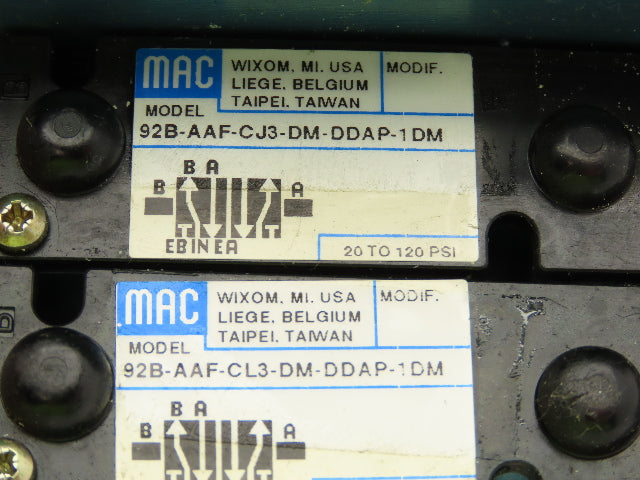 MAC WIXOM, MI. USA MODIF.
LIEGE, BELGIUM
TAIPEI, TAIWAN
MODEL
92B-AAF-CJ3-DM-DDAP-1DM
B A
B A
EB IN EA
20 TO 120 PSI
MAC WIXOM, MI. USA MODIF.
LIEGE, BELGIUM
TAIPEI, TAIWAN
MODEL
92B-AAF-CL3-DM-DDAP-1DM
B A
B A